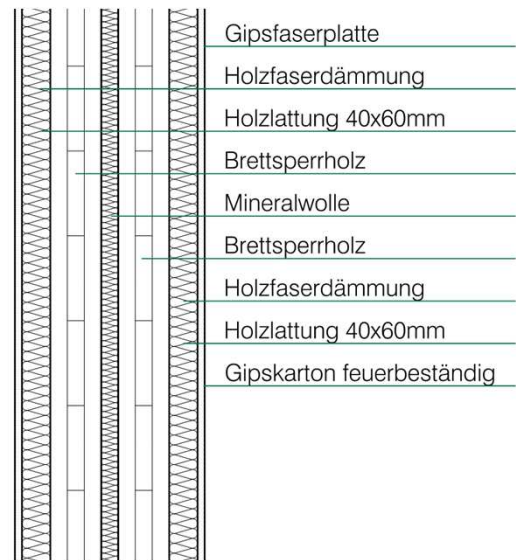 Gipsfaserplatte
Holzfaserdämmung
Holzlattung 40x60mm
Brettsperrholz
Mineralwolle
Brettsperrholz
Holzfaserdämmung
Holzlattung 40x60mm
Gipskarton feuerbeständig